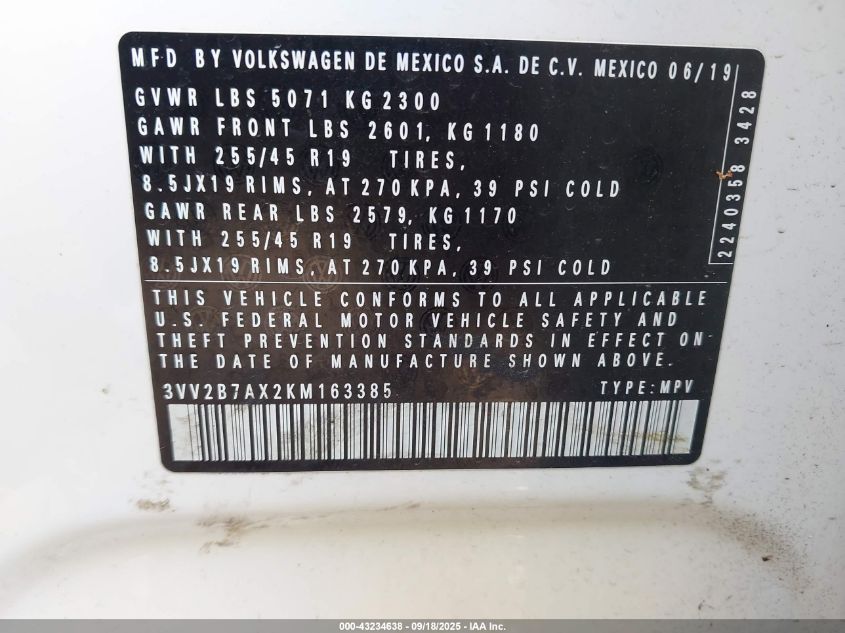 MFD BY VOLKSWAGEN DE MEXICO S.A. DE C.V. MEXICO 06/19
GVWR LBS 5071 KG 2300
GAWR FRONT LBS 2601, KG 1180
WITH 255/45 R19 TIRES,
8.5JX19 RIMS, AT 270 KPA, 39 PSI COLD
GAWR REAR LBS 2579, KG 1170
WITH 255/45 R19 TIRES,
8.5JX19 RIMS, AT 270 KPA, 39 PSI COLD
2240358 3428
THIS VEHICLE CONFORMS TO ALL APPLICABLE
U.S. FEDERAL MOTOR VEHICLE SAFETY AND
THEFT PREVENTION STANDARDS IN EFFECT ON
THE DATE OF MANUFACTURE SHOWN ABOVE.
3VV2B7AX2KM163385 TYPE: MPV
000-43234638 - 09/18/2025 - IAA Inc.